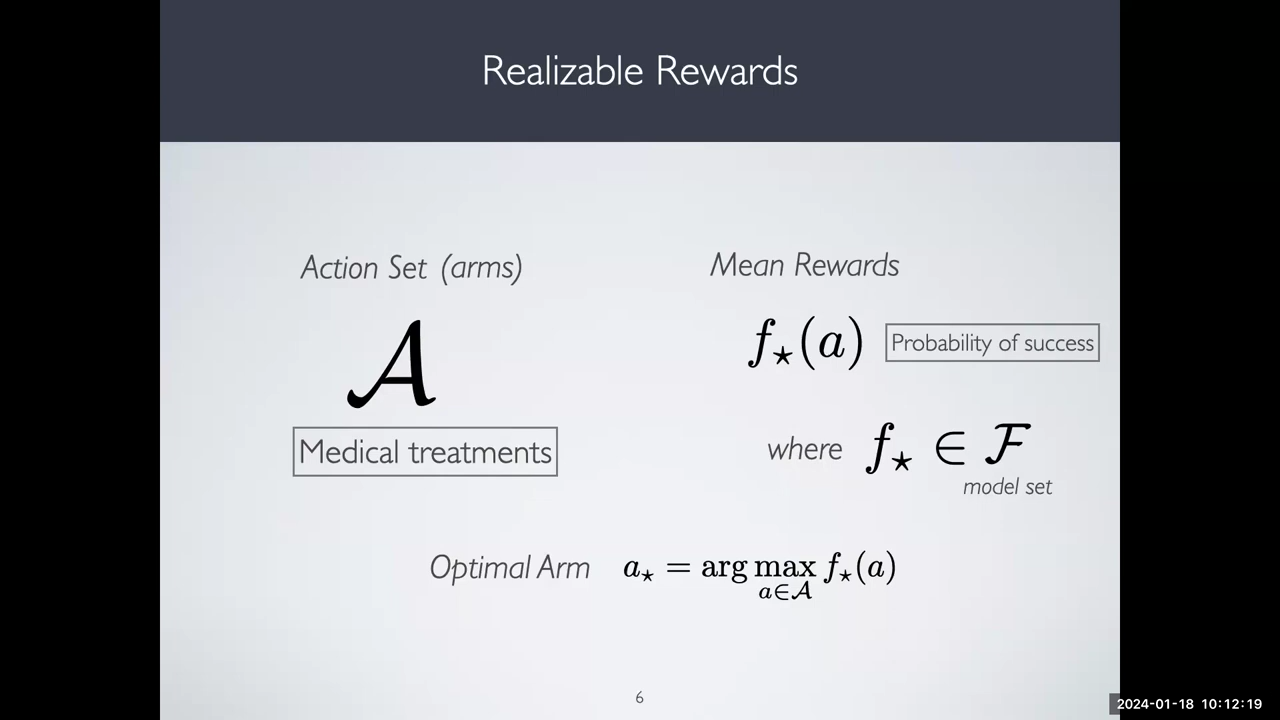 Realizable Rewards
Action Set (arms)
𝒜
Medical treatments
Mean Rewards
f⋆(a)
Probability of success
where f⋆ ∈ ℱ
model set
Optimal Arm a⋆ = arg max f⋆(a)
a∈𝒜
6
2024-01-18 10:12:19